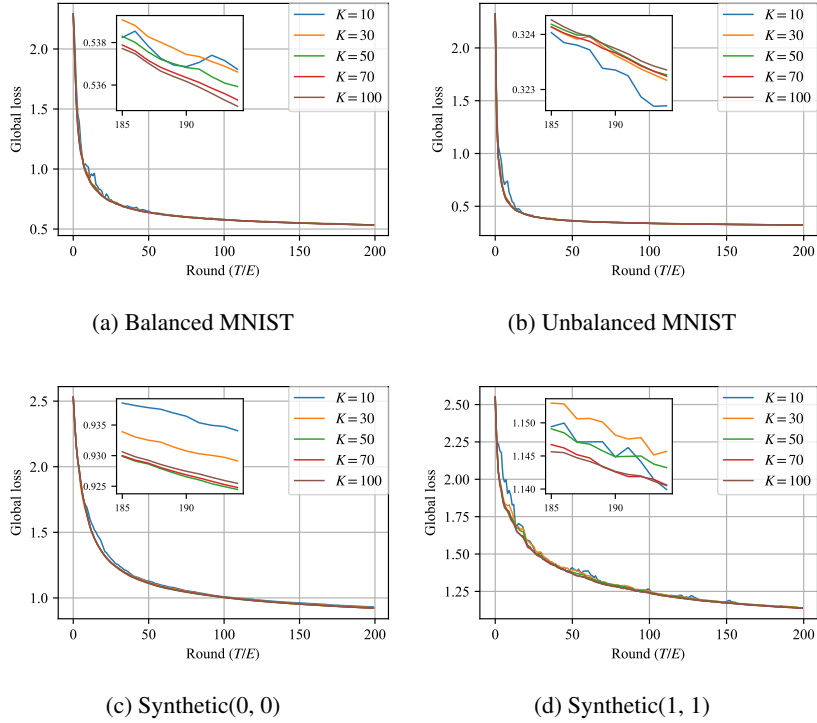 2.0
1.5
1.0
0.5
Global loss
0
50
100
150
200
Round (T/E)
0.538
0.536
185
190
K = 10
K = 30
K = 50
K = 70
K = 100
(a) Balanced MNIST
2.0
1.5
1.0
0.5
Global loss
0
50
100
150
200
Round (T/E)
0.324
0.323
185
190
K = 10
K = 30
K = 50
K = 70
K = 100
(b) Unbalanced MNIST
2.5
2.0
1.5
1.0
Global loss
0
50
100
150
200
Round (T/E)
0.935
0.930
0.925
185
190
K = 10
K = 30
K = 50
K = 70
K = 100
(c) Synthetic(0, 0)
2.50
2.25
2.00
1.75
1.50
1.25
Global loss
0
50
100
150
200
Round (T/E)
1.150
1.145
1.140
185
190
K = 10
K = 30
K = 50
K = 70
K = 100
(d) Synthetic(1, 1)